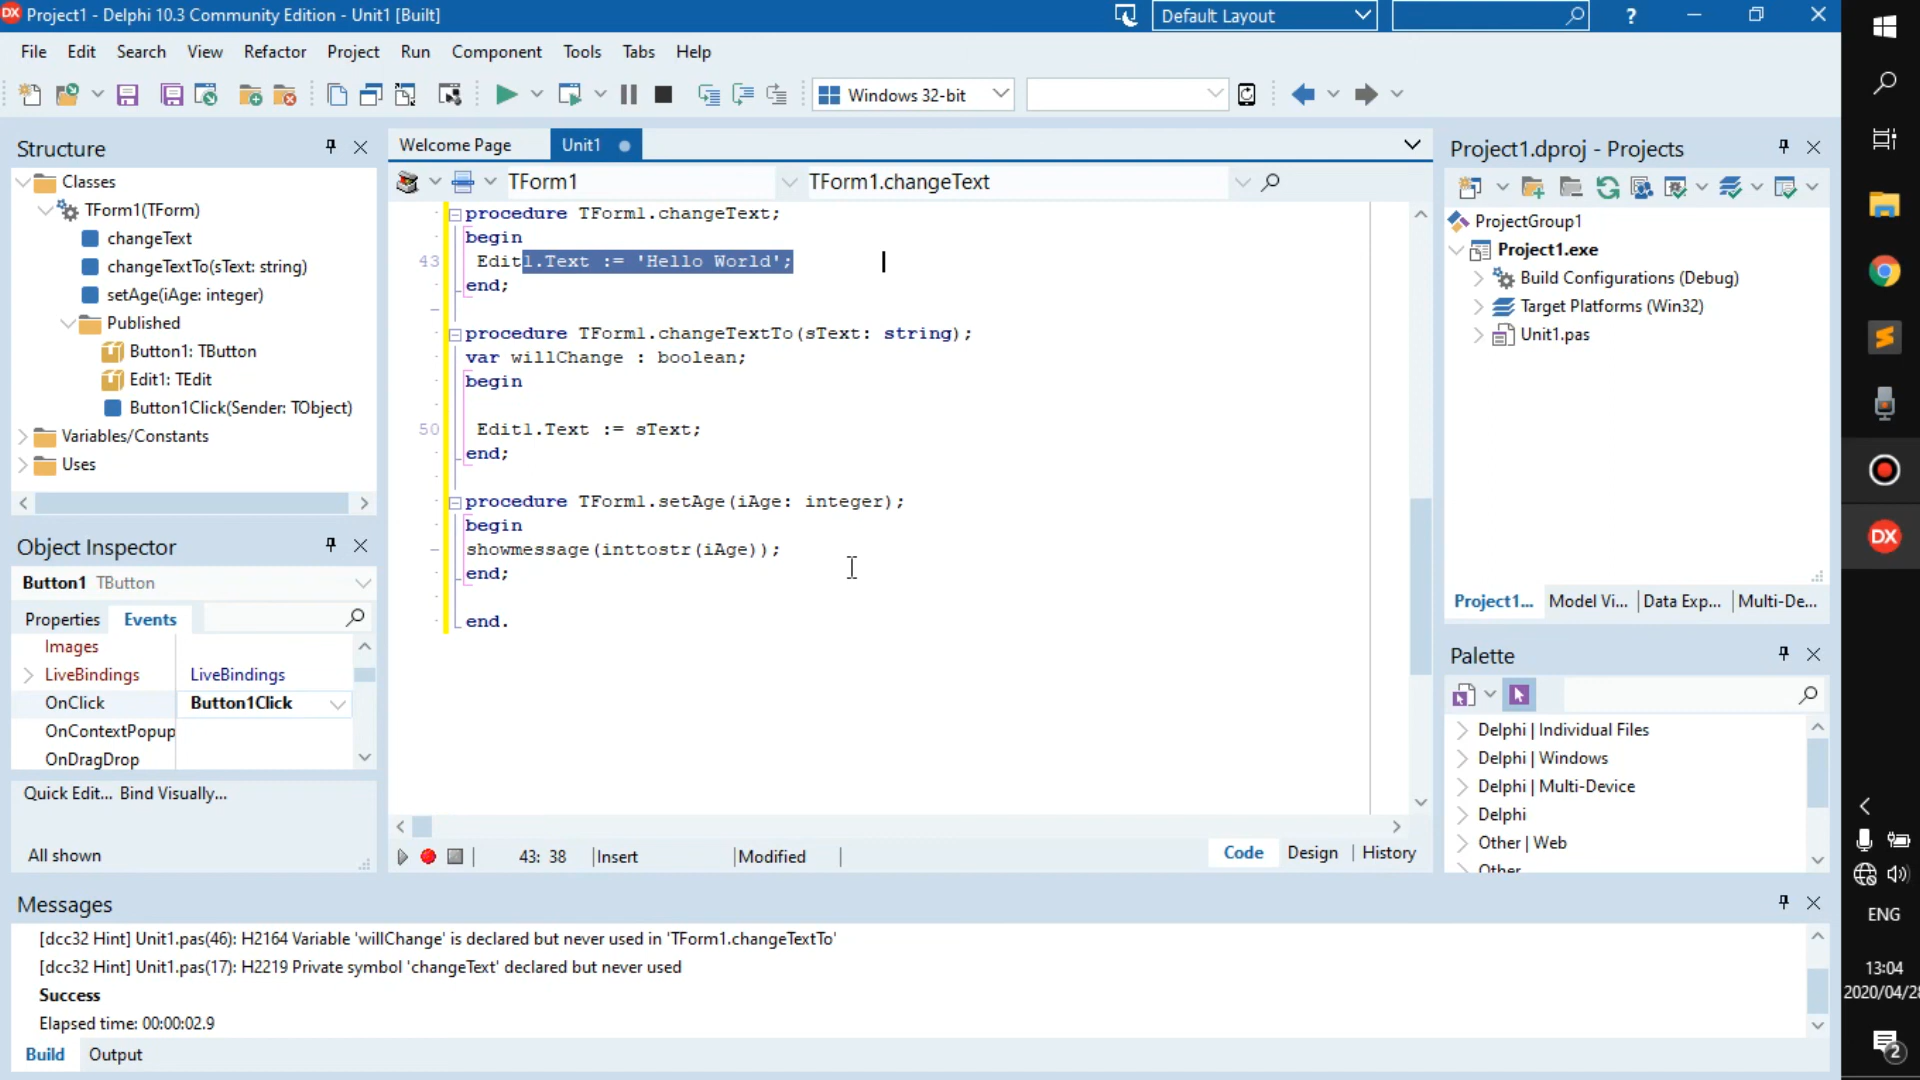 DX Project1 - Delphi 10.3 Community Edition - Unit1 [Built]
Default Layout
?
File Edit Search View Refactor Project Run Component Tools Tabs Help
Windows 32-bit
Structure
Classes
TForm1(TForm)
changeText
changeTextTo(sText: string)
setAge(iAge: integer)
Published
Button1: TButton
Edit1: TEdit
Button1Click(Sender: TObject)
Variables/Constants
Uses
Object Inspector
Button1 TButton
Properties Events
Images
LiveBindings LiveBindings
OnClick Button1Click
OnContextPopup
OnDragDrop
Quick Edit... Bind Visually...
All shown
Welcome Page Unit1
TForm1 TForm1.changeText
procedure TForm1.changeText;
begin
43 Edit1.Text := 'Hello World';
end;
procedure TForm1.changeTextTo(sText: string);
var willChange : boolean;
begin
50 Edit1.Text := sText;
end;
procedure TForm1.setAge(iAge: integer);
begin
showmessage(inttostr(iAge));
end;
end.
43: 38 Insert Modified
Code Design History
Project1.dproj - Projects
ProjectGroup1
Project1.exe
Build Configurations (Debug)
Target Platforms (Win32)
Unit1.pas
Project1... Model Vi... Data Exp... Multi-De...
Palette
Delphi | Individual Files
Delphi | Windows
Delphi | Multi-Device
Delphi
Other | Web
Other
Messages
[dcc32 Hint] Unit1.pas(46): H2164 Variable 'willChange' is declared but never used in 'TForm1.changeTextTo'
[dcc32 Hint] Unit1.pas(17): H2219 Private symbol 'changeText' declared but never used
Success
Elapsed time: 00:00:02.9
Build Output
DX
ENG
13:04
2020/04/28
2